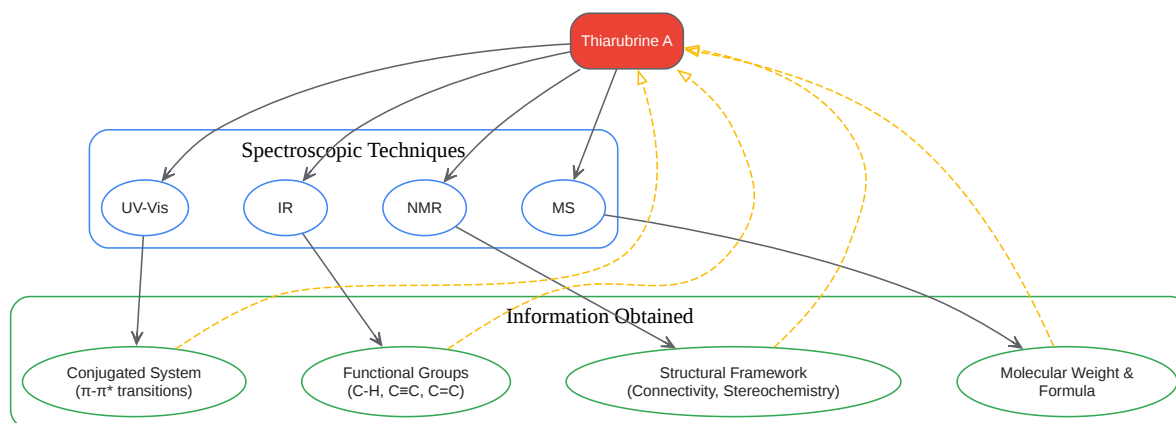 Thiarubrine A
Spectroscopic Techniques
UV-Vis
IR
NMR
MS
Information Obtained
Conjugated System
(π-π* transitions)
Functional Groups
(C-H, C≡C, C=C)
Structural Framework
(Connectivity, Stereochemistry)
Molecular Weight &
Formula